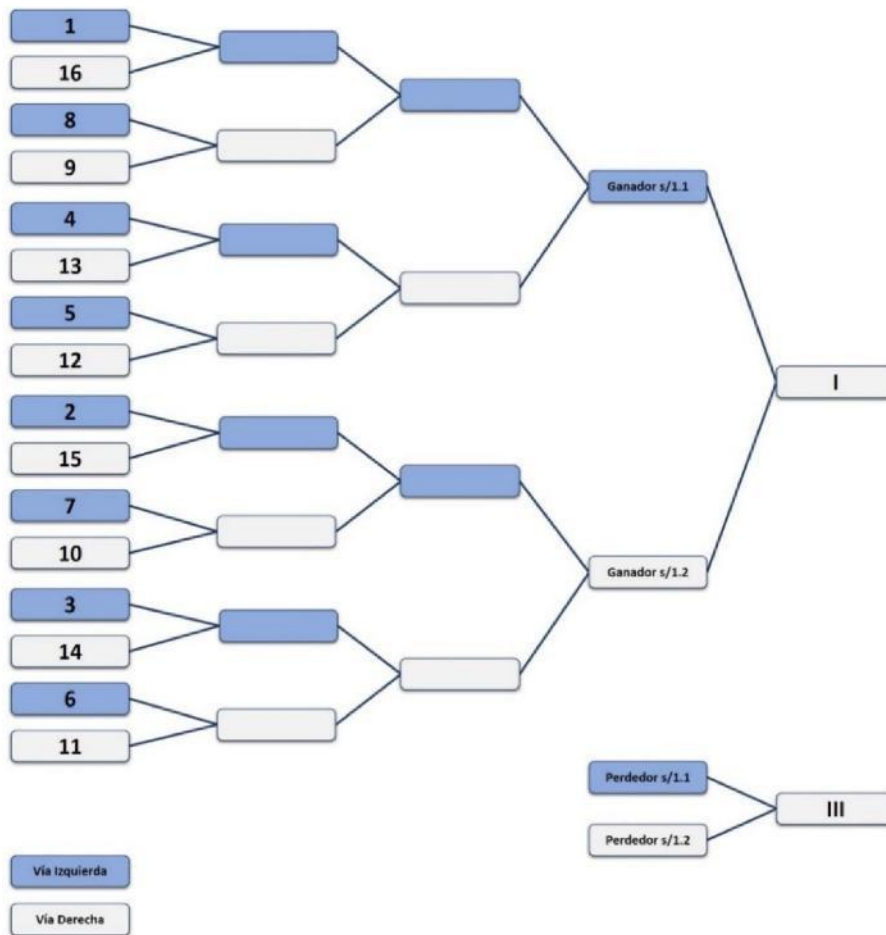 1
16
8
9
4
13
5
12
2
15
7
10
3
14
6
11
Ganador s/1.1
Ganador s/1.2
I
Perdedor s/1.1
Perdedor s/1.2
III
Vía Izquierda
Vía Derecha